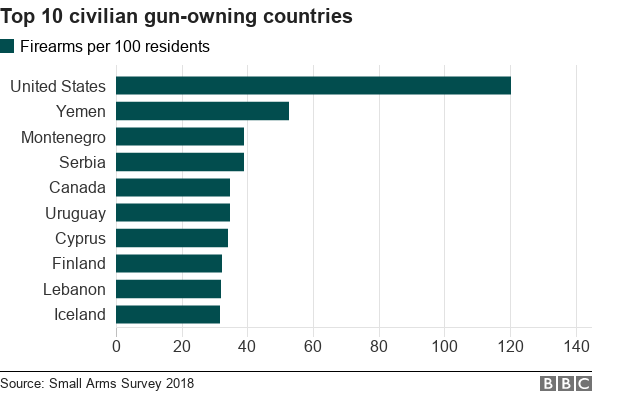 Top 10 civilian gun-owning countries
Firearms per 100 residents
United States
Yemen
Montenegro
Serbia
Canada
Uruguay
Cyprus
Finland
Lebanon
Iceland
0 20 40 60 80 100 120 140
Source: Small Arms Survey 2018 BBC